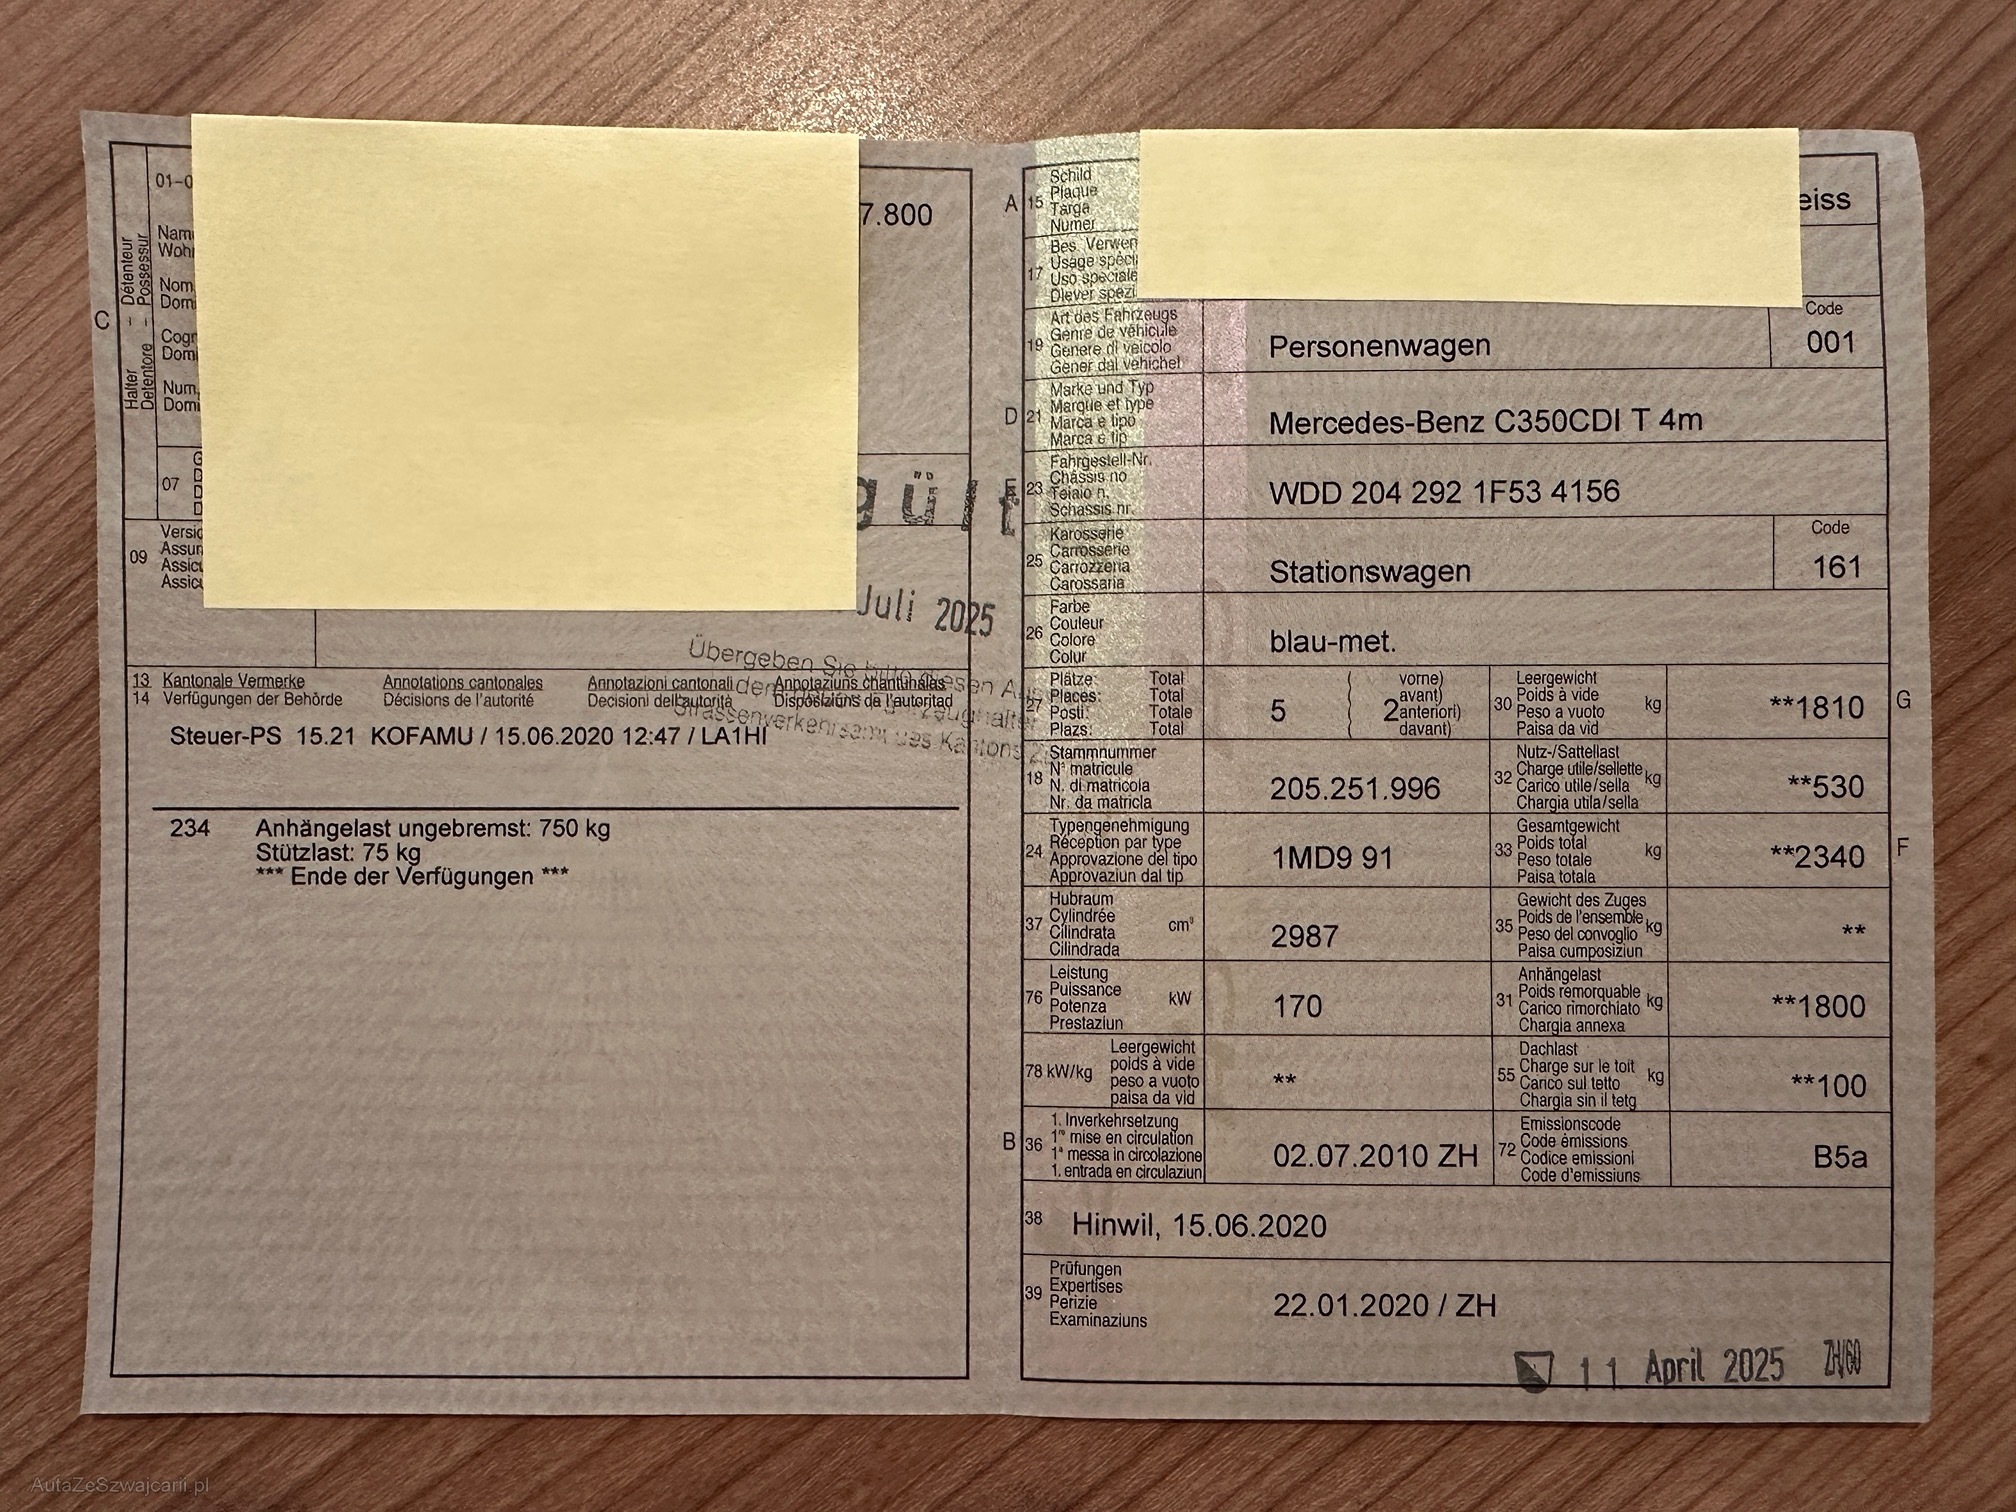 01-0
7.800
Halter – Détenteur
Detentore – Possessur
C
Name
Nom
Dom
Cogn
Dom
Num
Dom
07
09
gül
Juli 2025
Übergeben Sie bitte diesen
Strassenverkehrsamt des Kantons
13 Kantonale Vermerke Annotations cantonales Annotazioni cantonali Annotaziuns chantunalas
14 Verfügungen der Behörde Décisions de l'autorité Decisioni dell'autorità Disposiziuns da l'autoritad
Steuer-PS 15.21 KOFAMU / 15.06.2020 12:47 / LA1HI
234 Anhängelast ungebremst: 750 kg
Stützlast: 75 kg
*** Ende der Verfügungen ***
A 15 Schild
Plaque
Targa
Numer
eiss
17 Bes. Verwen
Usage spéci
Uso speciale
Diever spezi
19 Art des Fahrzeugs
Genre de véhicule
Genere di veicolo
Gener dal vehichel
Personenwagen
Code
001
D 21 Marke und Typ
Marque et type
Marca e tipo
Marca e tip
Mercedes-Benz C350CDI T 4m
E 23 Fahrgestell-Nr.
Châssis no
Telaio n.
Schassis nr.
WDD 204 292 1F53 4156
25 Karosserie
Carrosserie
Carrozzeria
Carossaria
Stationswagen
Code
161
26 Farbe
Couleur
Colore
Colur
blau-met.
27 Plätze: Total
Places: Total
Posti: Totale
Plazs: Total
5
( vorne)
avant)
2 anteriori)
( davant)
30 Leergewicht
Poids à vide kg
Peso a vuoto
Paisa da vid
**1810 G
18 Stammnummer
N° matricule
N. di matricola
Nr. da matricla
205.251.996
32 Nutz-/Sattellast
Charge utile/sellette kg
Carico utile/sella
Chargia utila/sella
**530
24 Typengenehmigung
Réception par type
Approvazione del tipo
Approvaziun dal tip
1MD9 91
33 Gesamtgewicht
Poids total kg
Peso totale
Paisa totala
**2340 F
37 Hubraum
Cylindrée cm³
Cilindrata
Cilindrada
2987
35 Gewicht des Zuges
Poids de l'ensemble kg
Peso del convoglio
Paisa cumposiziun
**
76 Leistung
Puissance kW
Potenza
Prestaziun
170
31 Anhängelast
Poids remorquable kg
Carico rimorchiato
Chargia annexa
**1800
78 kW/kg Leergewicht
poids à vide
peso a vuoto
paisa da vid
**
55 Dachlast
Charge sur le toit kg
Carico sul tetto
Chargia sin il tetg
**100
B 36 1. Inverkehrsetzung
1re mise en circulation
1a messa in circolazione
1. entrada en circulaziun
02.07.2010 ZH
72 Emissionscode
Code émissions
Codice emissioni
Code d'emissiuns
B5a
38 Hinwil, 15.06.2020
39 Prüfungen
Expertises
Perizie
Examinaziuns
22.01.2020 / ZH
11 April 2025 ZH/60
AutaZeSzwajcarii.pl